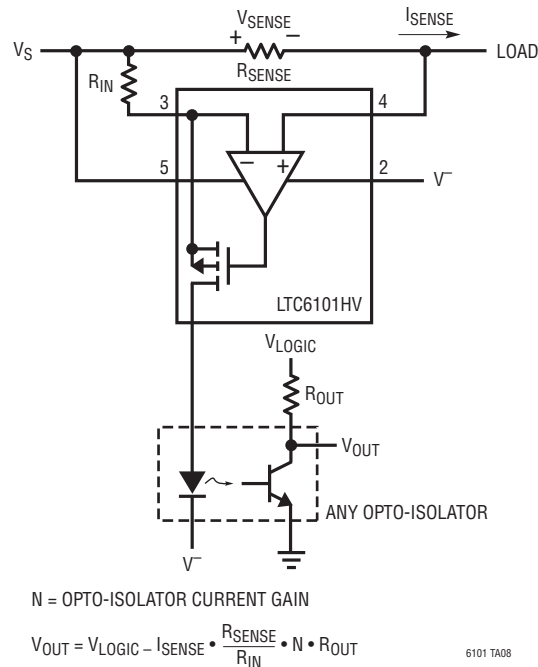 V_SENSE
I_SENSE
+ −
V_S
LOAD
R_SENSE
R_IN
3
4
− +
5
2
V⁻
LTC6101HV
V_LOGIC
R_OUT
V_OUT
ANY OPTO-ISOLATOR
V⁻
N = OPTO-ISOLATOR CURRENT GAIN
V_OUT = V_LOGIC – I_SENSE • R_SENSE/R_IN • N • R_OUT
6101 TA08